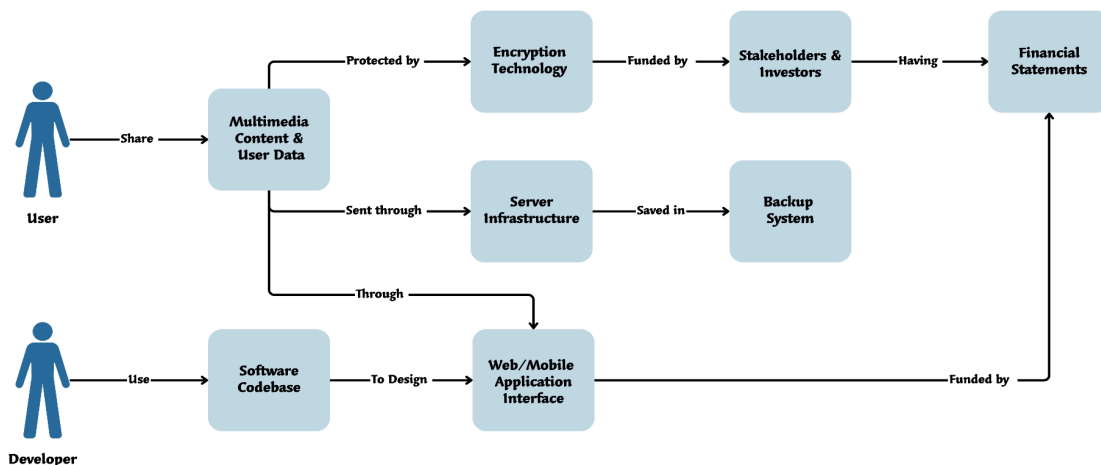 Encryption
Technology
Stakeholders &
Investors
Financial
Statements
Protected by
Funded by
Having
Multimedia
Content &
User Data
Share
User
Sent through
Server
Infrastructure
Saved in
Backup
System
Through
Software
Codebase
Web/Mobile
Application
Interface
Use
To Design
Funded by
Developer